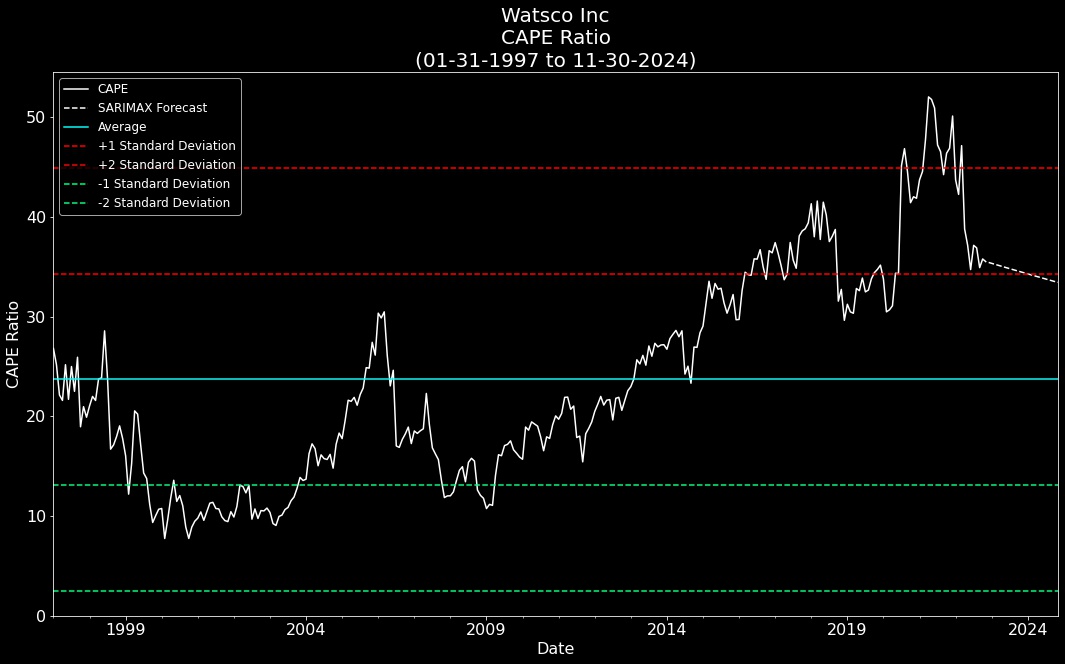 Watsco Inc
CAPE Ratio
(01-31-1997 to 11-30-2024)
CAPE
SARIMAX Forecast
Average
+1 Standard Deviation
+2 Standard Deviation
-1 Standard Deviation
-2 Standard Deviation
50
40
30
20
10
0
CAPE Ratio
1999 2004 2009 2014 2019 2024
Date